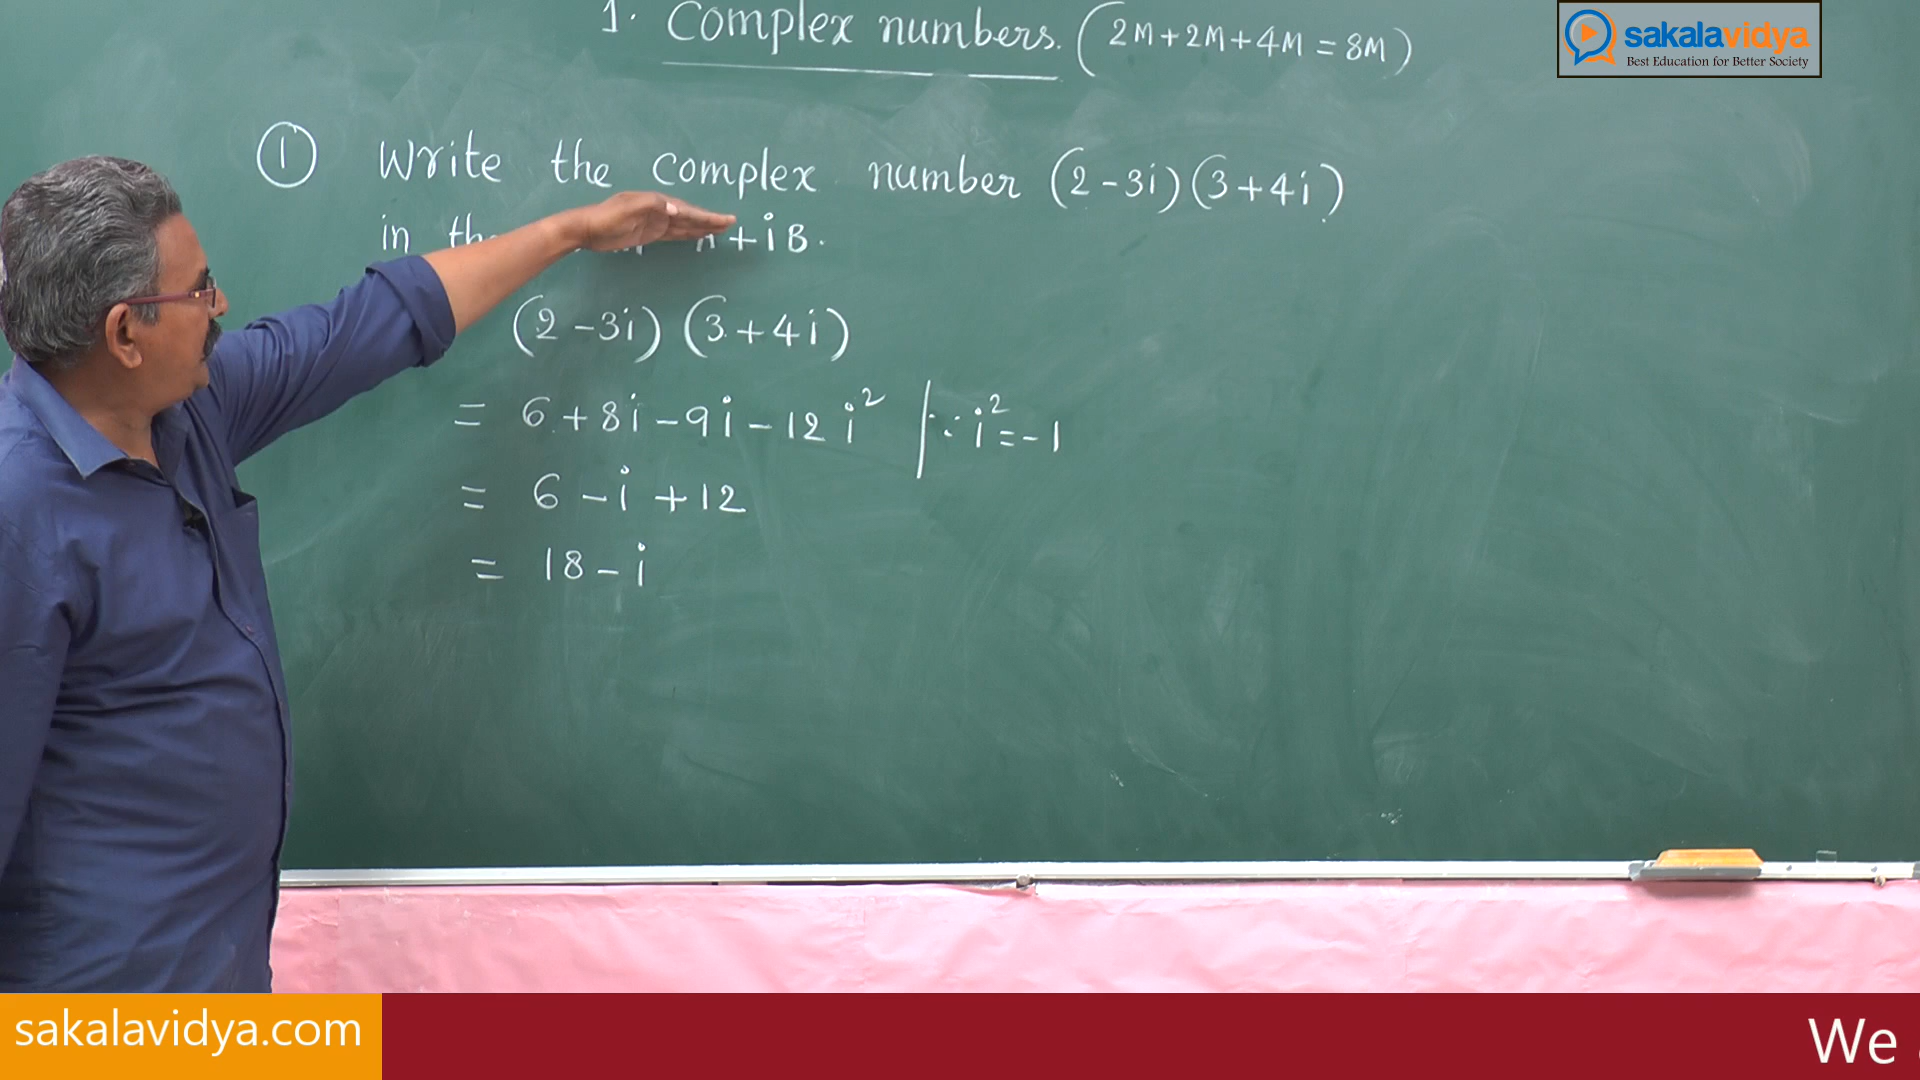 1. Complex numbers. (2M+2M+4M = 8M)
sakalavidya
Best Education for Better Society
① Write the complex number (2-3i)(3+4i)
in +iB.
(2-3i) (3+4i)
= 6+8i-9i-12i² | ∵ i²=-1
= 6-i+12
= 18-i
sakalavidya.com
We